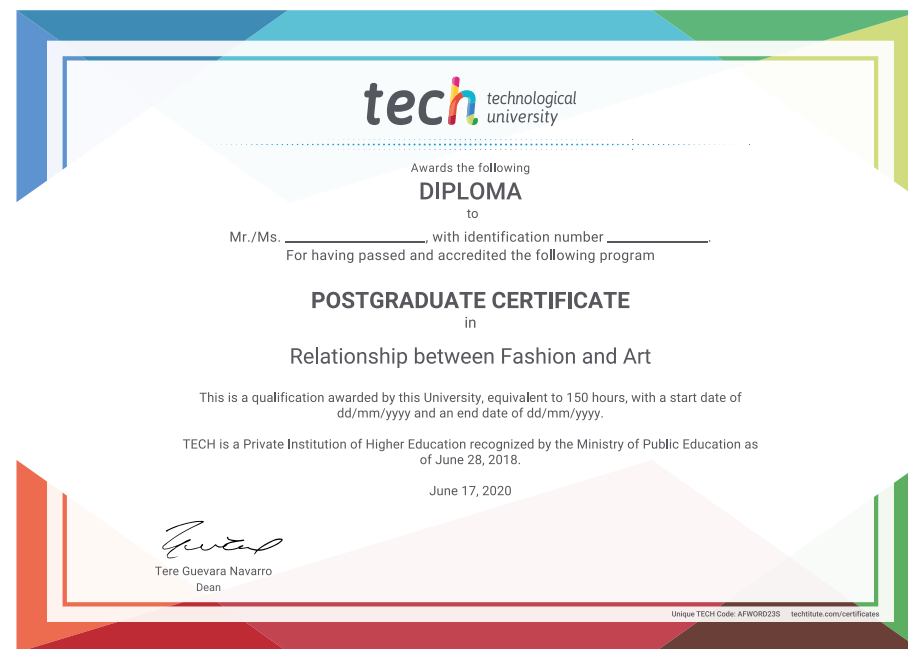 tech technological
university
Awards the following
DIPLOMA
to
Mr./Ms. ____________, with identification number ____________.
For having passed and accredited the following program
POSTGRADUATE CERTIFICATE
in
Relationship between Fashion and Art
This is a qualification awarded by this University, equivalent to 150 hours, with a start date of
dd/mm/yyyy and an end date of dd/mm/yyyy.
TECH is a Private Institution of Higher Education recognized by the Ministry of Public Education as
of June 28, 2018.
June 17, 2020
Tere Guevara Navarro
Dean
Unique TECH Code: AFWORD23S techtitute.com/certificates